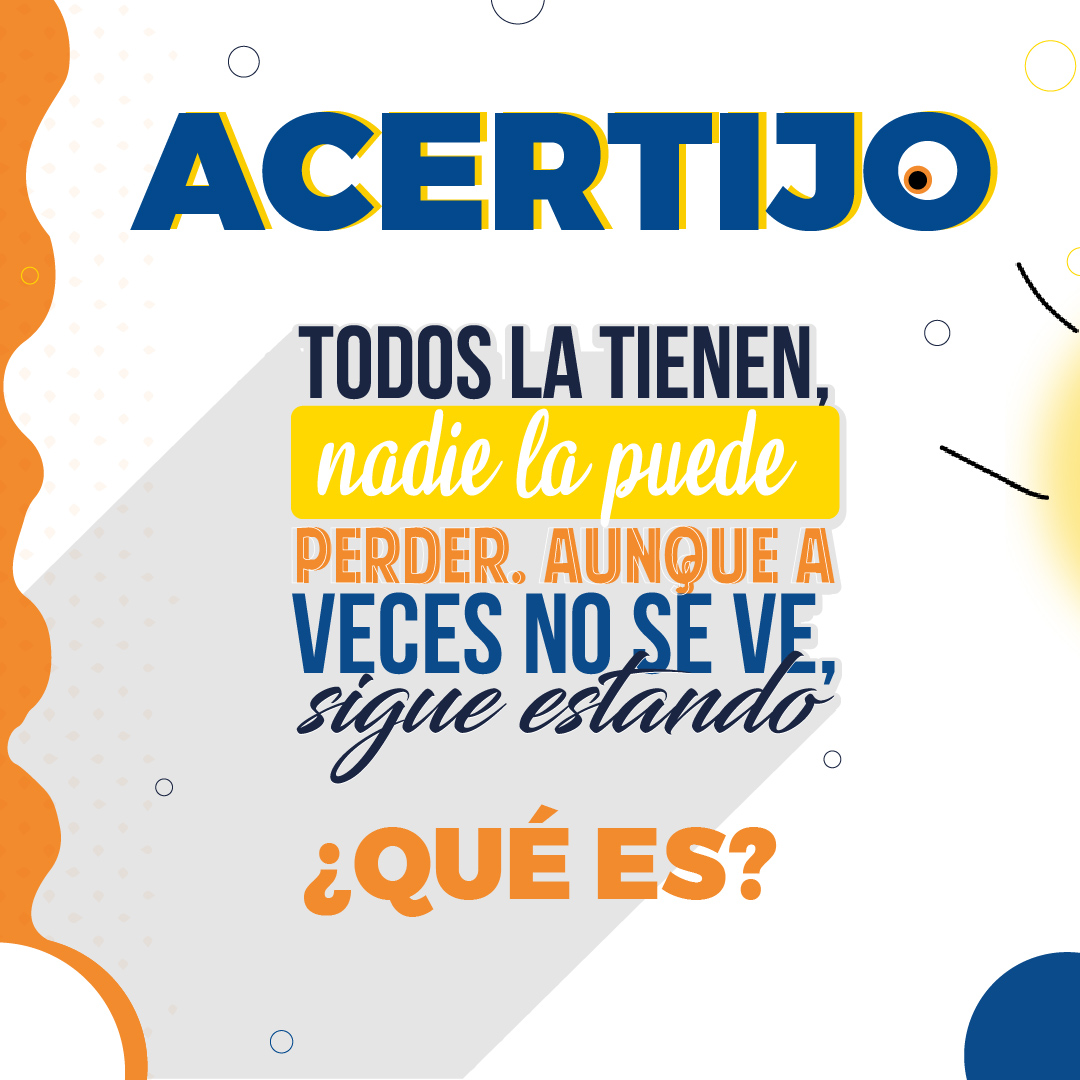 ACERTIJO
TODOS LA TIENEN,
nadie la puede
PERDER. AUNQUE A
VECES NO SE VE,
sigue estando
¿QUÉ ES?